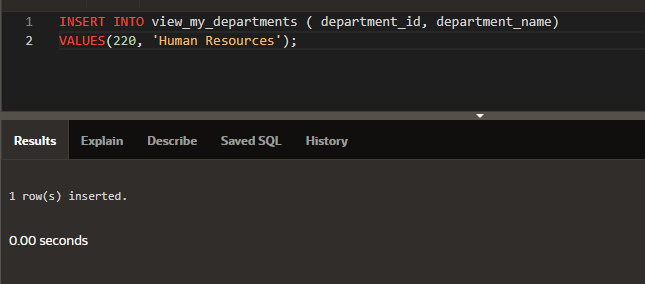 1 INSERT INTO view_my_departments ( department_id, department_name)
2 VALUES(220, 'Human Resources');
Results Explain Describe Saved SQL History
1 row(s) inserted.
0.00 seconds